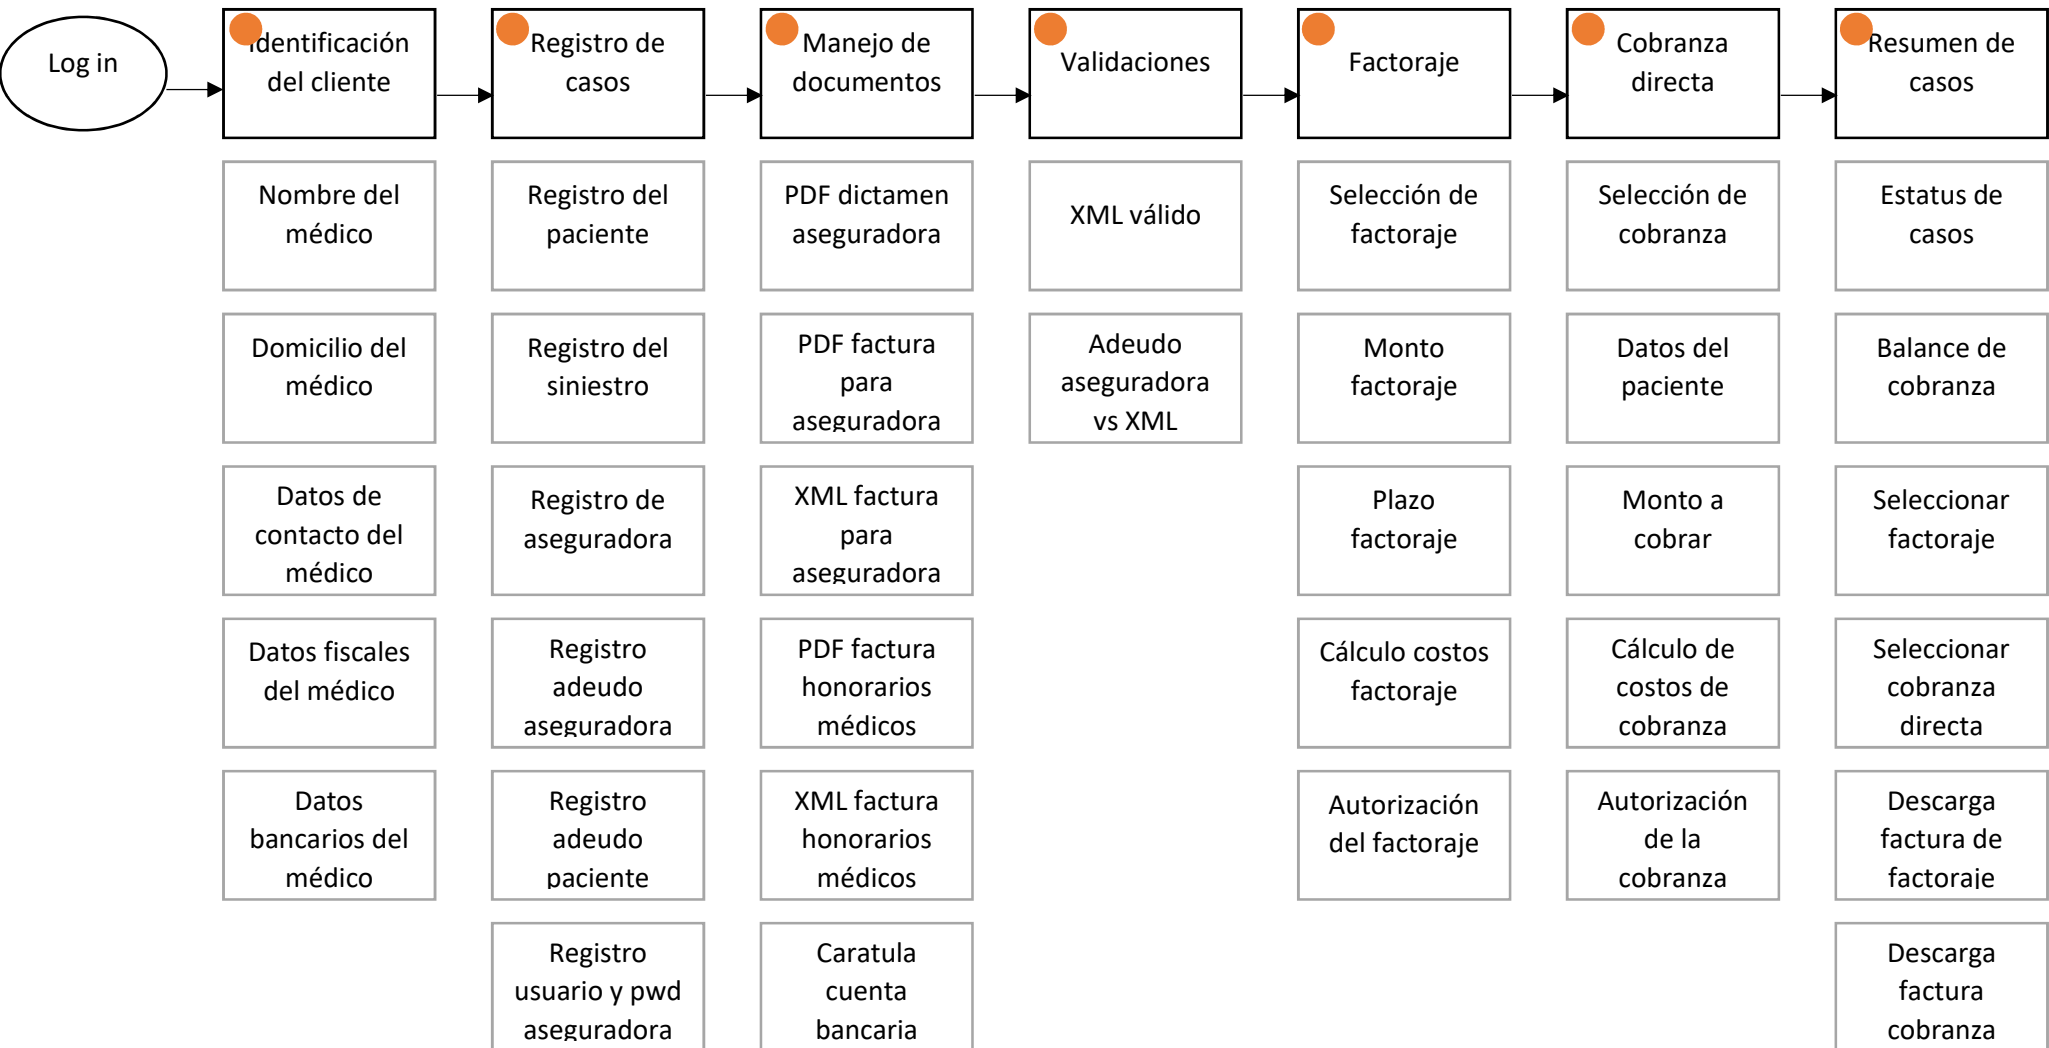 Log in
Identificación
del cliente
Registro de
casos
Manejo de
documentos
Validaciones
Factoraje
Cobranza
directa
Resumen de
casos
Nombre del
médico
Registro del
paciente
PDF dictamen
aseguradora
XML válido
Selección de
factoraje
Selección de
cobranza
Estatus de
casos
Domicilio del
médico
Registro del
siniestro
PDF factura
para
aseguradora
Adeudo
aseguradora
vs XML
Monto
factoraje
Datos del
paciente
Balance de
cobranza
Datos de
contacto del
médico
Registro de
aseguradora
XML factura
para
aseguradora
Plazo
factoraje
Monto a
cobrar
Seleccionar
factoraje
Datos fiscales
del médico
Registro
adeudo
aseguradora
PDF factura
honorarios
médicos
Cálculo costos
factoraje
Cálculo de
costos de
cobranza
Seleccionar
cobranza
directa
Datos
bancarios del
médico
Registro
adeudo
paciente
XML factura
honorarios
médicos
Autorización
del factoraje
Autorización
de la
cobranza
Descarga
factura de
factoraje
Registro
usuario y pwd
aseguradora
Caratula
cuenta
bancaria
Descarga
factura
cobranza